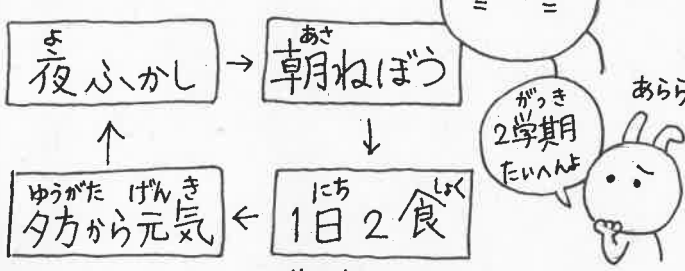 夜ふかし
朝ねぼう
1日2食
夕方から元気
2学期
たいへんよ
あらら